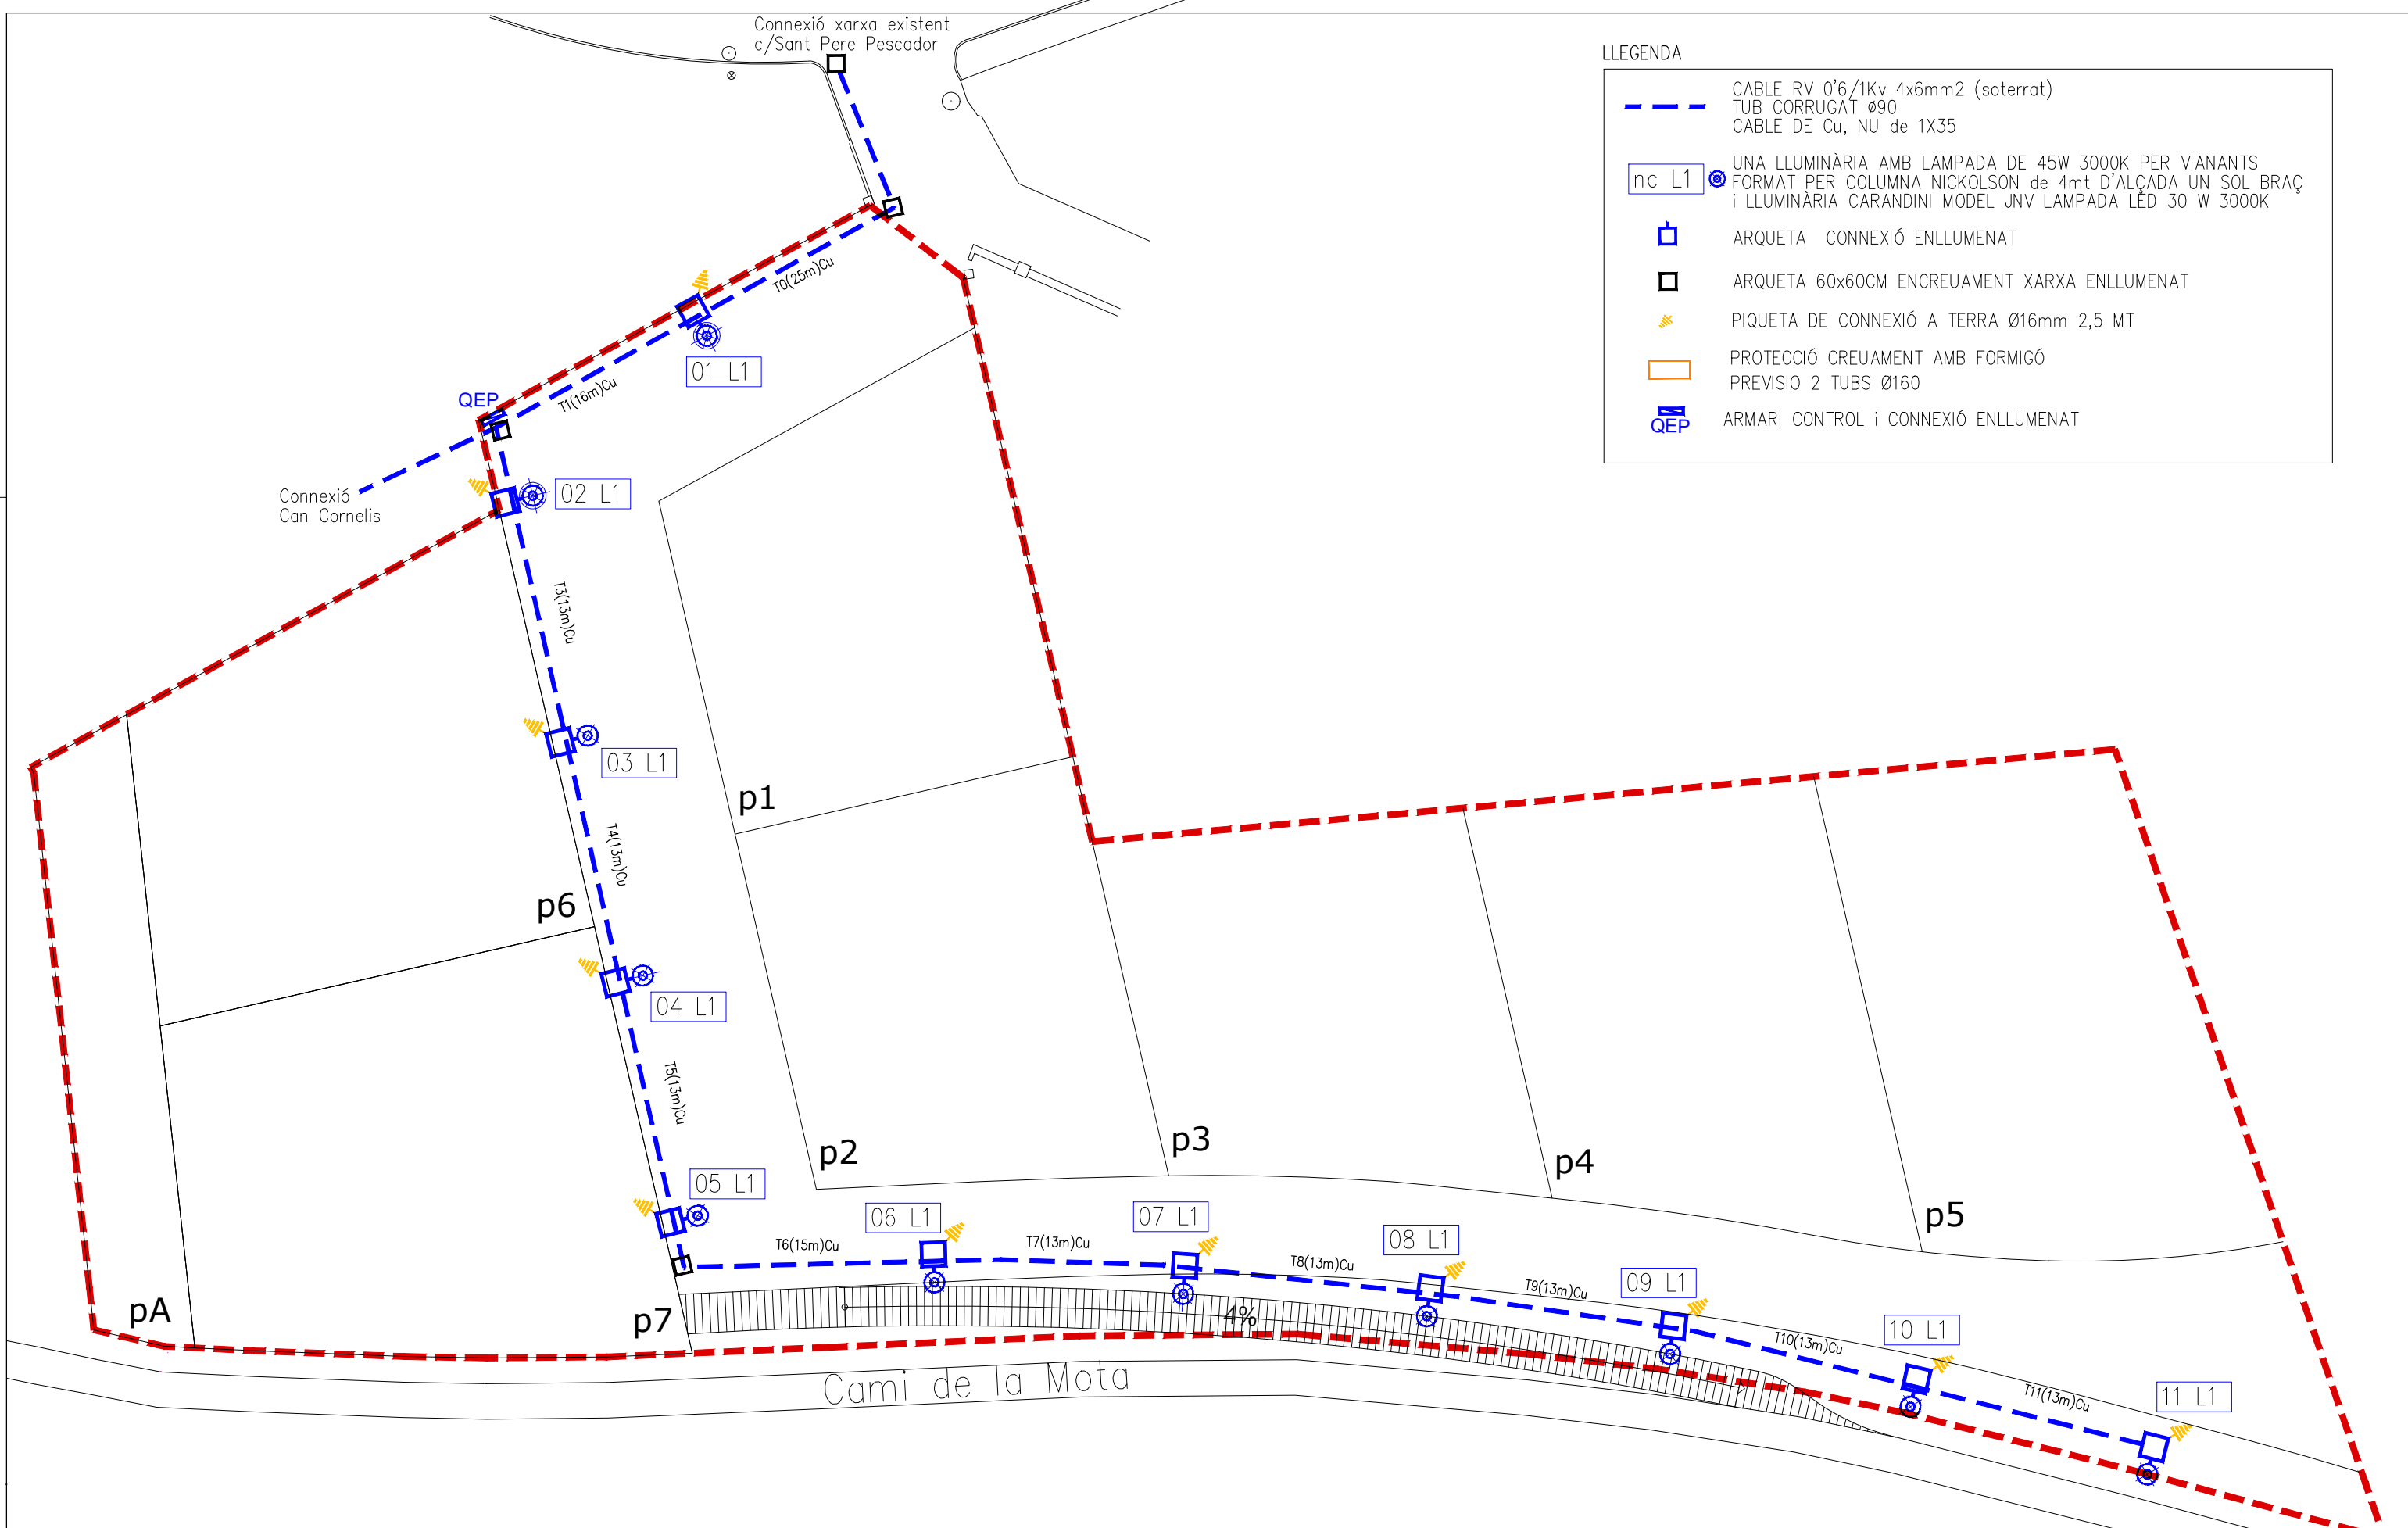 Connexió xarxa existent
c/Sant Pere Pescador
LLEGENDA
CABLE RV 0'6/1Kv 4x6mm2 (soterrat)
TUB CORRUGAT ø90
CABLE DE Cu, NU de 1X35
nc L1
UNA LLUMINÀRIA AMB LAMPADA DE 45W 3000K PER VIANANTS
FORMAT PER COLUMNA NICKOLSON de 4mt D'ALÇADA UN SOL BRAÇ
i LLUMINÀRIA CARANDINI MODEL JNV LAMPADA LED 30 W 3000K
ARQUETA CONNEXIÓ ENLLUMENAT
ARQUETA 60x60CM ENCREUAMENT XARXA ENLLUMENAT
PIQUETA DE CONNEXIÓ A TERRA Ø16mm 2,5 MT
PROTECCIÓ CREUAMENT AMB FORMIGÓ
PREVISIO 2 TUBS Ø160
QEP
ARMARI CONTROL i CONNEXIÓ ENLLUMENAT
T0(25m)Cu
01 L1
T1(16m)Cu
QEP
Connexió
Can Cornelis
02 L1
T3(13m)Cu
03 L1
p1
T4(13m)Cu
p6
04 L1
T5(13m)Cu
p2
p3
p4
p5
05 L1
06 L1
07 L1
08 L1
09 L1
10 L1
11 L1
T6(15m)Cu
T7(13m)Cu
T8(13m)Cu
T9(13m)Cu
T10(13m)Cu
T11(13m)Cu
pA
p7
4%
Cami de la Mota